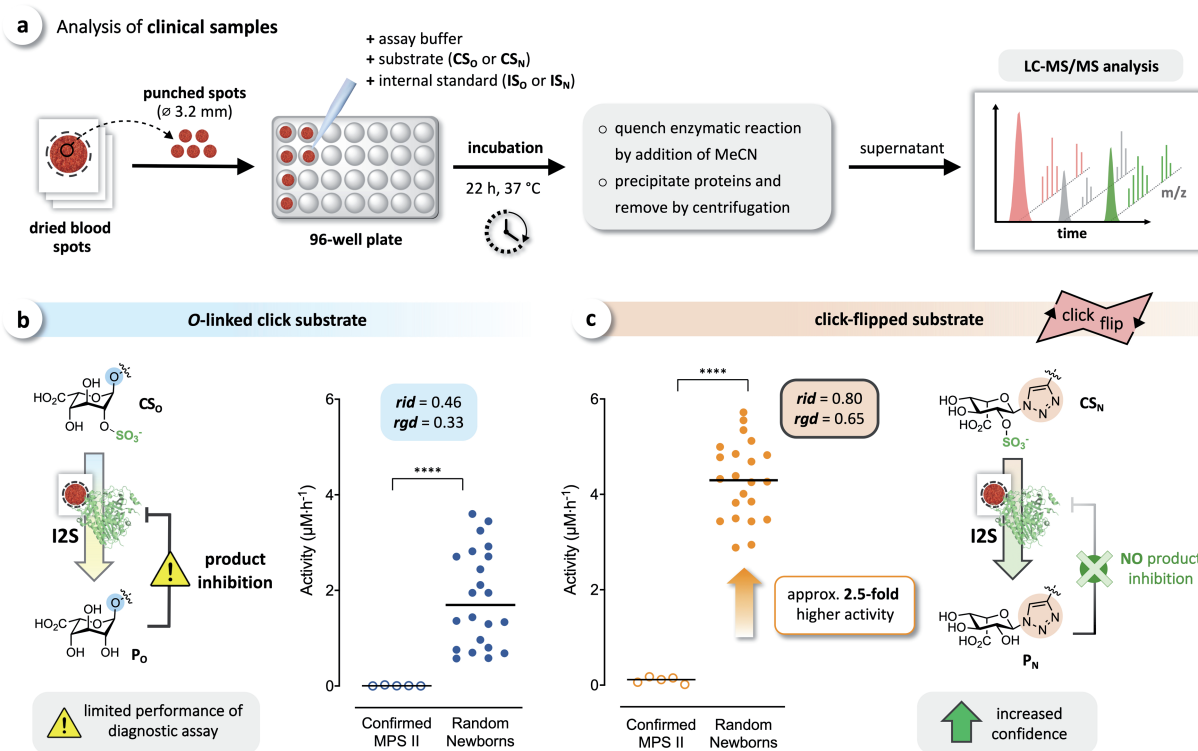 a
Analysis of clinical samples
+ assay buffer
+ substrate (CSO or CSN)
+ internal standard (ISO or ISN)
punched spots
(⌀ 3.2 mm)
dried blood
spots
96-well plate
incubation
22 h, 37 °C
○ quench enzymatic reaction
by addition of MeCN
○ precipitate proteins and
remove by centrifugation
supernatant
LC-MS/MS analysis
m/z
time
b
O-linked click substrate
O
OH
HO2C
O
OH
O
SO3-
CSO
I2S
product
inhibition
O
OH
HO2C
O
OH
OH
PO
limited performance of
diagnostic assay
rid = 0.46
rgd = 0.33
****
Activity (µM·h-1)
6
4
2
0
Confirmed
MPS II
Random
Newborns
c
click-flipped substrate
click
flip
****
rid = 0.80
rgd = 0.65
Activity (µM·h-1)
6
4
2
0
approx. 2.5-fold
higher activity
Confirmed
MPS II
Random
Newborns
HO
HO
HO2C
O
O
N
N
N
SO3-
CSN
I2S
NO product
inhibition
HO
HO
HO2C
O
OH
N
N
N
PN
increased
confidence